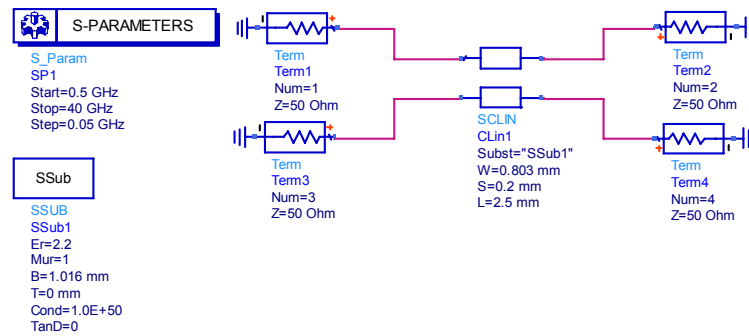 S-PARAMETERS
S_Param
SP1
Start=0.5 GHz
Stop=40 GHz
Step=0.05 GHz
Term
Term1
Num=1
Z=50 Ohm
Term
Term2
Num=2
Z=50 Ohm
SCLIN
CLin1
Subst="SSub1"
W=0.803 mm
S=0.2 mm
L=2.5 mm
Term
Term3
Num=3
Z=50 Ohm
Term
Term4
Num=4
Z=50 Ohm
SSub
SSUB
SSub1
Er=2.2
Mur=1
B=1.016 mm
T=0 mm
Cond=1.0E+50
TanD=0